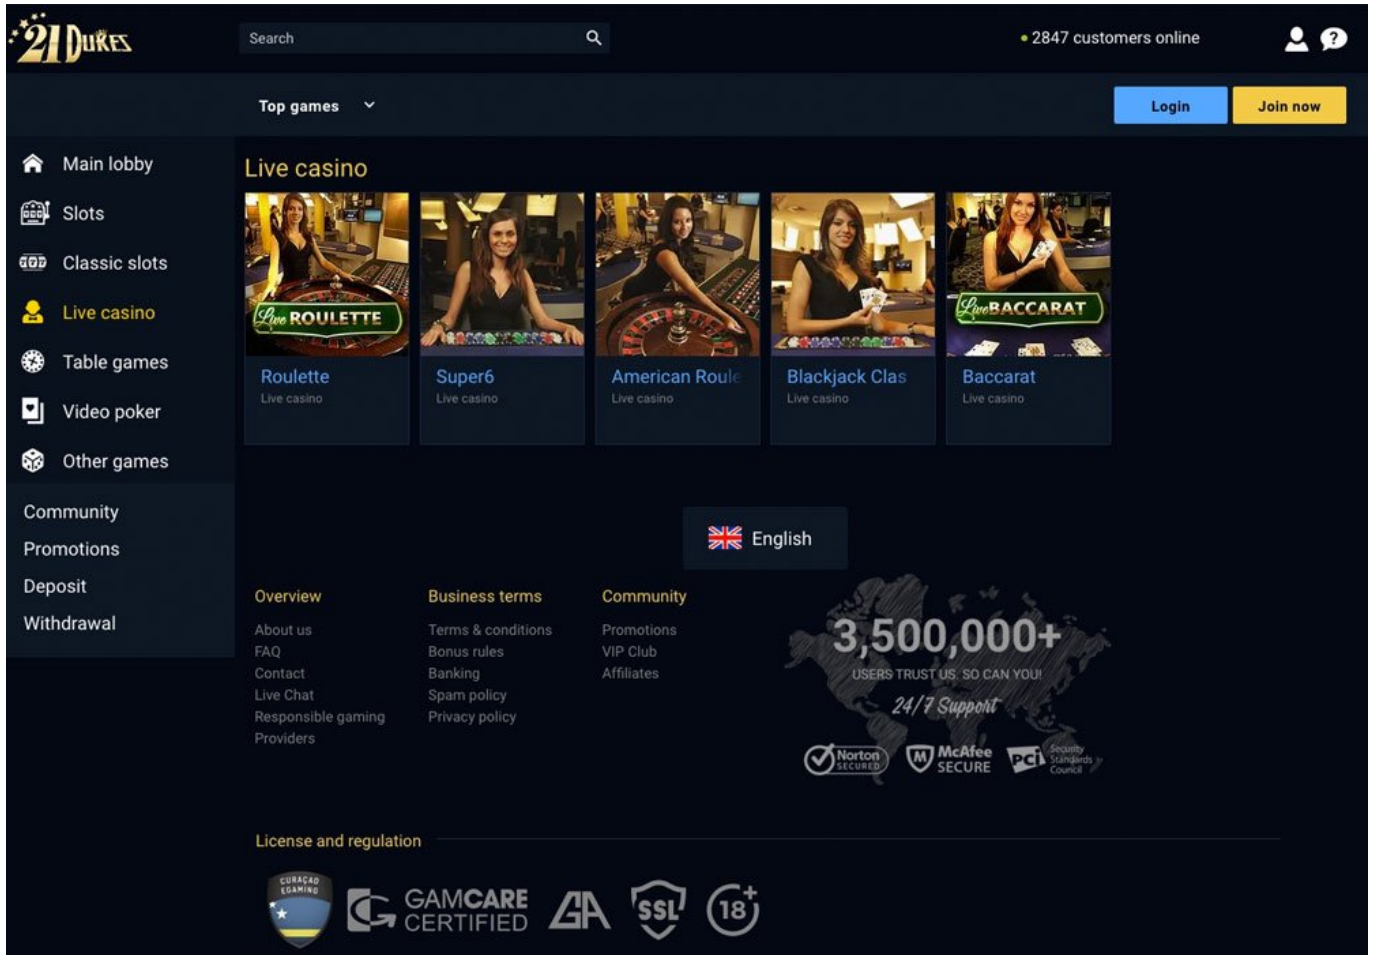 21 DUKES
Search
2847 customers online
?
Top games
Login
Join now
Main lobby
Slots
Classic slots
Live casino
Table games
Video poker
Other games
Community
Promotions
Deposit
Withdrawal
Live casino
Live ROULETTE
Live BACCARAT
Roulette
Live casino
Super6
Live casino
American Roule
Live casino
Blackjack Clas
Live casino
Baccarat
Live casino
English
Overview
About us
FAQ
Contact
Live Chat
Responsible gaming
Providers
Business terms
Terms & conditions
Bonus rules
Banking
Spam policy
Privacy policy
Community
Promotions
VIP Club
Affiliates
3,500,000+
USERS TRUST US. SO CAN YOU!
24/7 Support
Norton
SECURED
M
McAfee
SECURE
PCI
Security
Standards
Council
License and regulation
CURAÇAO
EGAMING
G
GAMCARE
CERTIFIED
GA
SSL
18+